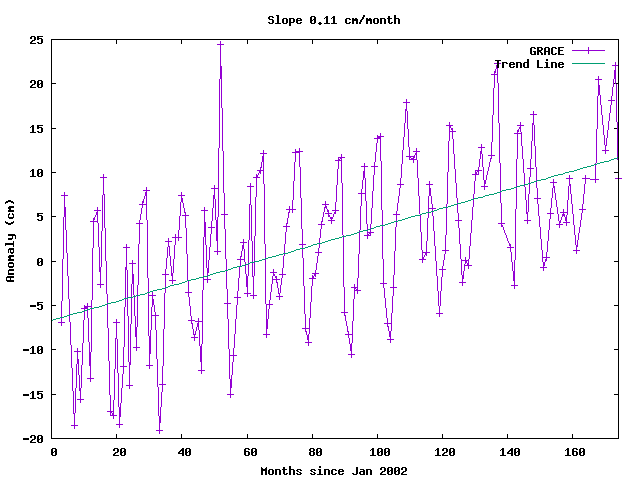 Slope 0.11 cm/month
GRACE
Trend Line
25
20
15
10
5
0
-5
-10
-15
-20
Anomaly (cm)
0 20 40 60 80 100 120 140 160
Months since Jan 2002